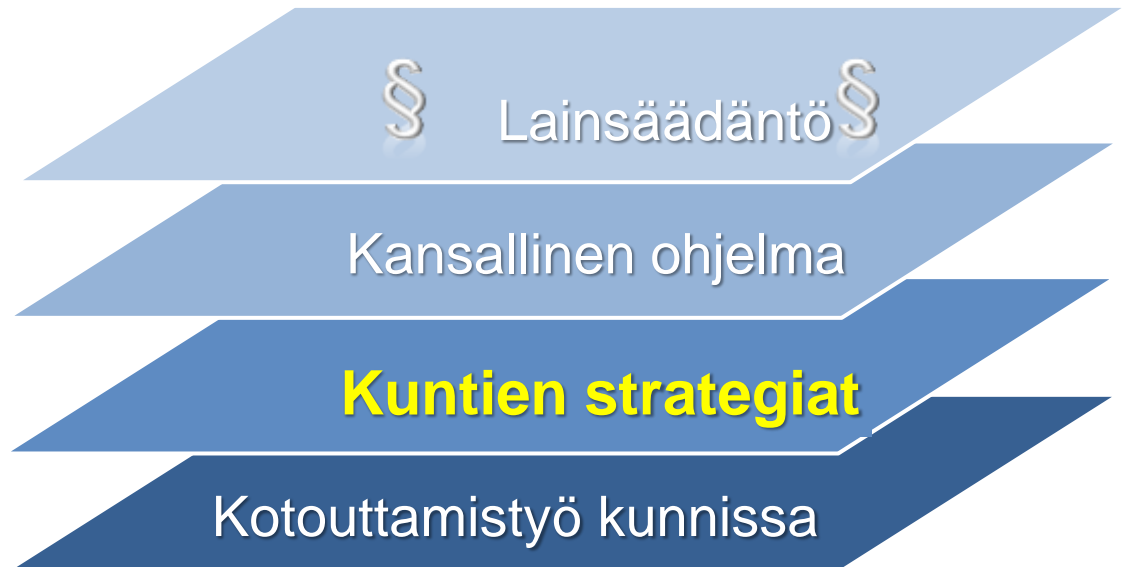 § Lainsäädäntö §
Kansallinen ohjelma
Kuntien strategiat
Kotouttamistyö kunnissa